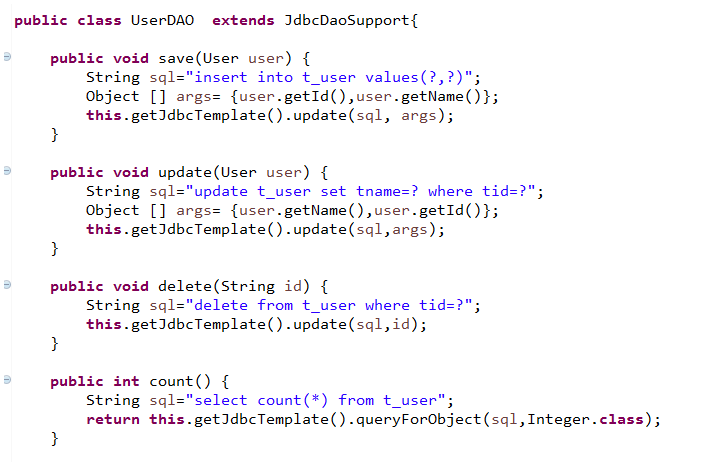 public class UserDAO  extends JdbcDaoSupport{
public void save(User user) {
String sql="insert into t_user values(?,?)";
Object [] args= {user.getId(),user.getName()};
this.getJdbcTemplate().update(sql, args);
}
public void update(User user) {
String sql="update t_user set tname=? where tid=?";
Object [] args= {user.getName(),user.getId()};
this.getJdbcTemplate().update(sql,args);
}
public void delete(String id) {
String sql="delete from t_user where tid=?";
this.getJdbcTemplate().update(sql,id);
}
public int count() {
String sql="select count(*) from t_user";
return this.getJdbcTemplate().queryForObject(sql,Integer.class);
}